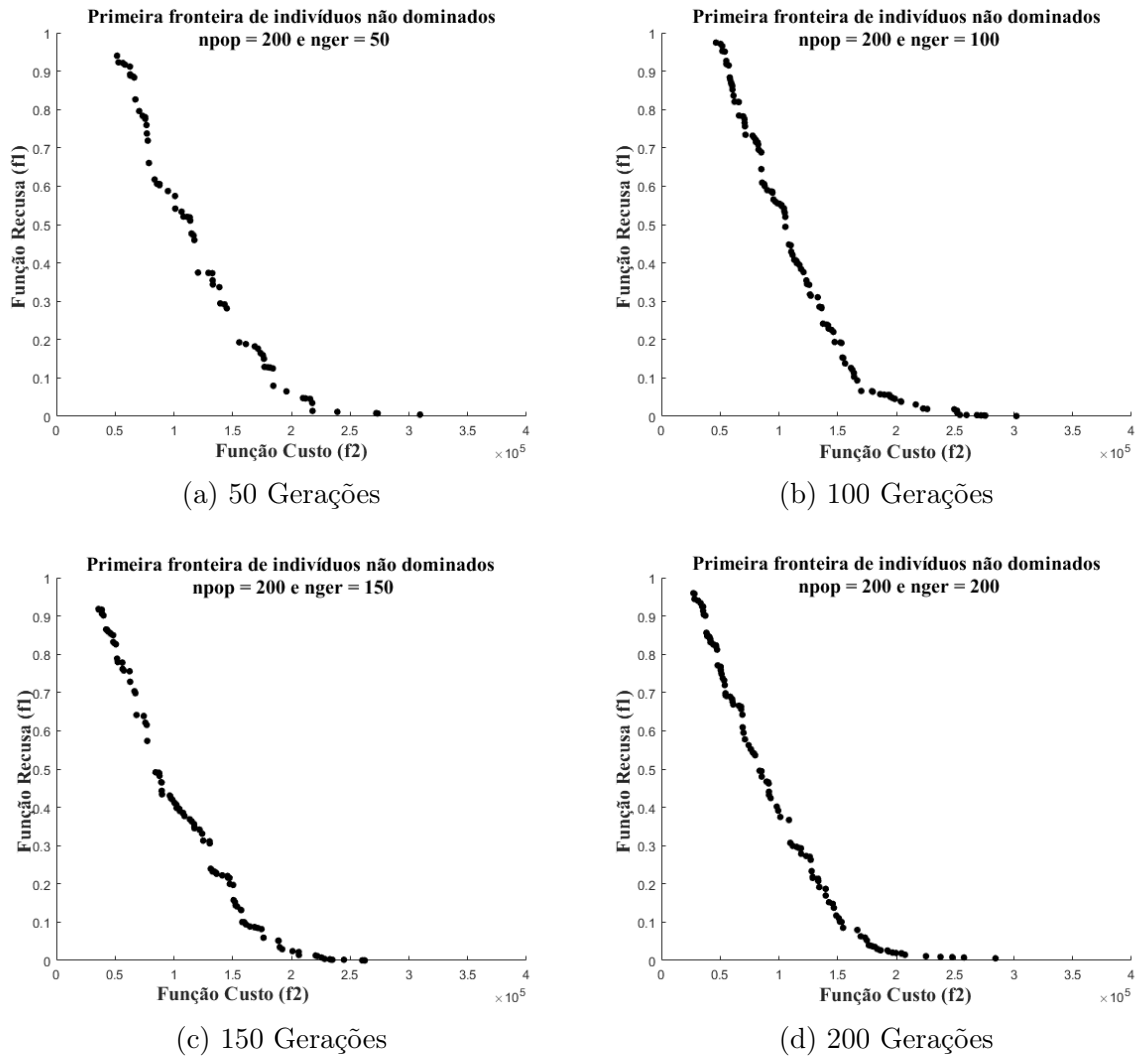 Primeira fronteira de indivíduos não dominados
npop = 200 e nger = 50
1
0.9
0.8
0.7
0.6
0.5
0.4
0.3
0.2
0.1
0
Função Recusa (f1)
0 0.5 1 1.5 2 2.5 3 3.5 4
Função Custo (f2)
×10⁵
(a) 50 Gerações
Primeira fronteira de indivíduos não dominados
npop = 200 e nger = 100
1
0.9
0.8
0.7
0.6
0.5
0.4
0.3
0.2
0.1
0
Função Recusa (f1)
0 0.5 1 1.5 2 2.5 3 3.5 4
Função Custo (f2)
×10⁵
(b) 100 Gerações
Primeira fronteira de indivíduos não dominados
npop = 200 e nger = 150
1
0.9
0.8
0.7
0.6
0.5
0.4
0.3
0.2
0.1
0
Função Recusa (f1)
0 0.5 1 1.5 2 2.5 3 3.5 4
Função Custo (f2)
×10⁵
(c) 150 Gerações
Primeira fronteira de indivíduos não dominados
npop = 200 e nger = 200
1
0.9
0.8
0.7
0.6
0.5
0.4
0.3
0.2
0.1
0
Função Recusa (f1)
0 0.5 1 1.5 2 2.5 3 3.5 4
Função Custo (f2)
×10⁵
(d) 200 Gerações